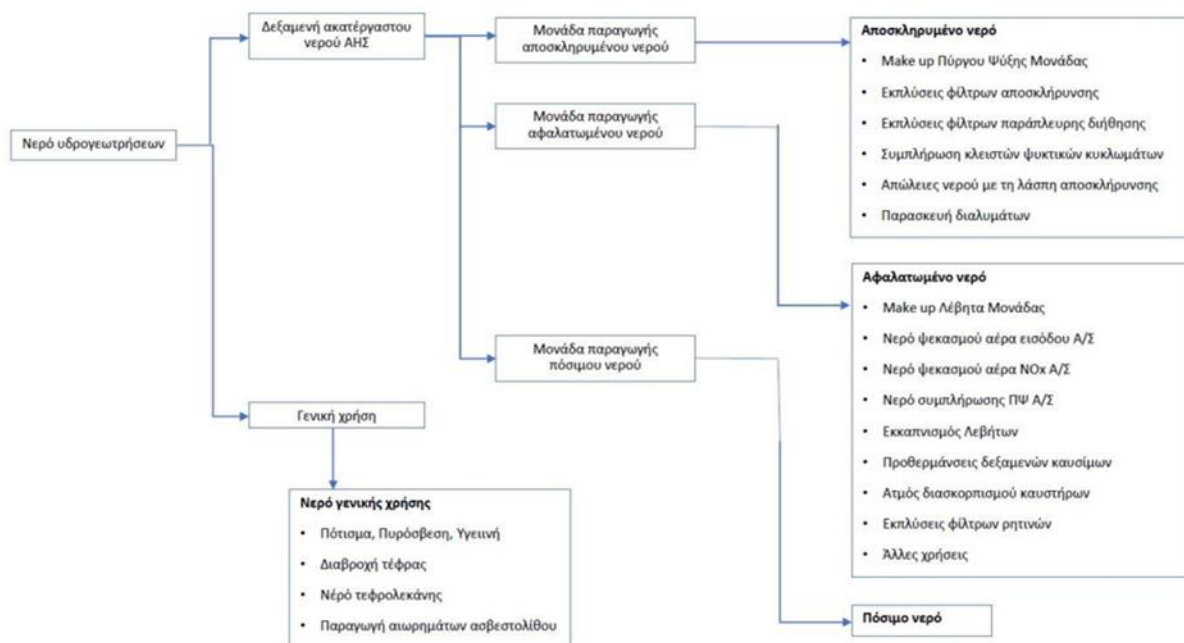 Νερό υδρογεωτρήσεων
Δεξαμενή ακατέργαστου
νερού ΑΗΣ
Μονάδα παραγωγής
αποσκληρυμένου νερού
Μονάδα παραγωγής
αφαλατωμένου νερού
Μονάδα παραγωγής
πόσιμου νερού
Γενική χρήση
Νερό γενικής χρήσης
• Πότισμα, Πυρόσβεση, Υγειινή
• Διαβροχή τέφρας
• Νέρό τεφρολεκάνης
• Παραγωγή αιωρημάτων ασβεστολίθου
Αποσκληρυμένο νερό
• Make up Πύργου Ψύξης Μονάδας
• Εκπλύσεις φίλτρων αποσκλήρυνσης
• Εκπλύσεις φίλτρων παράπλευρης διήθησης
• Συμπλήρωση κλειστών ψυκτικών κυκλωμάτων
• Απώλειες νερού με τη λάσπη αποσκλήρυνσης
• Παρασκευή διαλυμάτων
Αφαλατωμένο νερό
• Make up Λέβητα Μονάδας
• Νερό ψεκασμού αέρα εισόδου Α/Σ
• Νερό ψεκασμού αέρα NOx Α/Σ
• Νερό συμπλήρωσης ΠΨ Α/Σ
• Εκκαπνισμός Λεβήτων
• Προθερμάνσεις δεξαμενών καυσίμων
• Ατμός διασκορπισμού καυστήρων
• Εκπλύσεις φίλτρων ρητινών
• Άλλες χρήσεις
Πόσιμο νερό